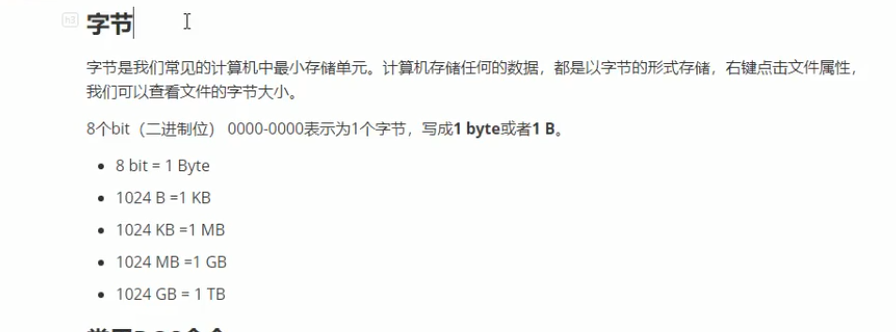 字节
字节是我们常见的计算机中最小存储单元。计算机存储任何的数据，都是以字节的形式存储，右键点击文件属性，
我们可以查看文件的字节大小。
8个bit（二进制位） 0000-0000表示为1个字节，写成1 byte或者1 B。
8 bit = 1 Byte
1024 B =1 KB
1024 KB =1 MB
1024 MB =1 GB
1024 GB = 1 TB